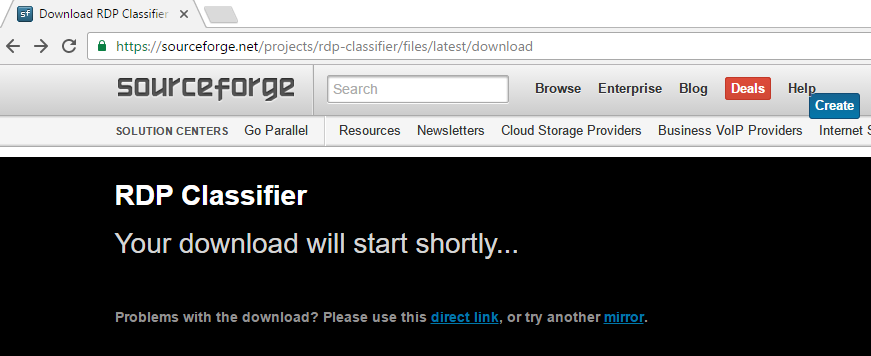 sf Download RDP Classifier
https://sourceforge.net/projects/rdp-classifier/files/latest/download
sourceforge Search Browse Enterprise Blog Deals Help
Create
SOLUTION CENTERS Go Parallel Resources Newsletters Cloud Storage Providers Business VoIP Providers Internet S
RDP Classifier
Your download will start shortly...
Problems with the download? Please use this direct link, or try another mirror.